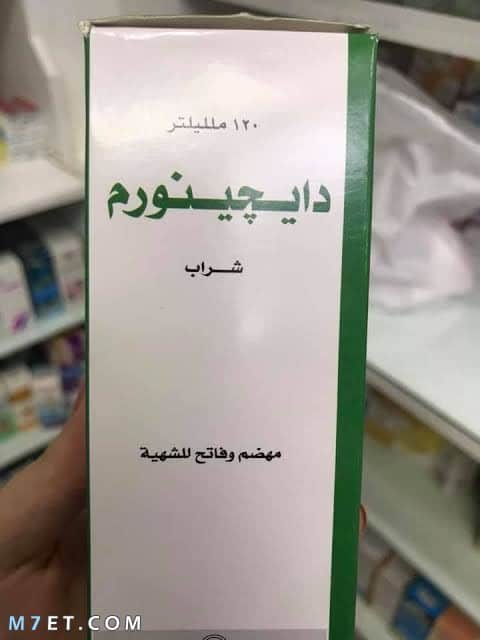 ١٢٠ ملليلتر
دايچينورم
شراب
مهضم وفاتح للشهية
M7ET.COM